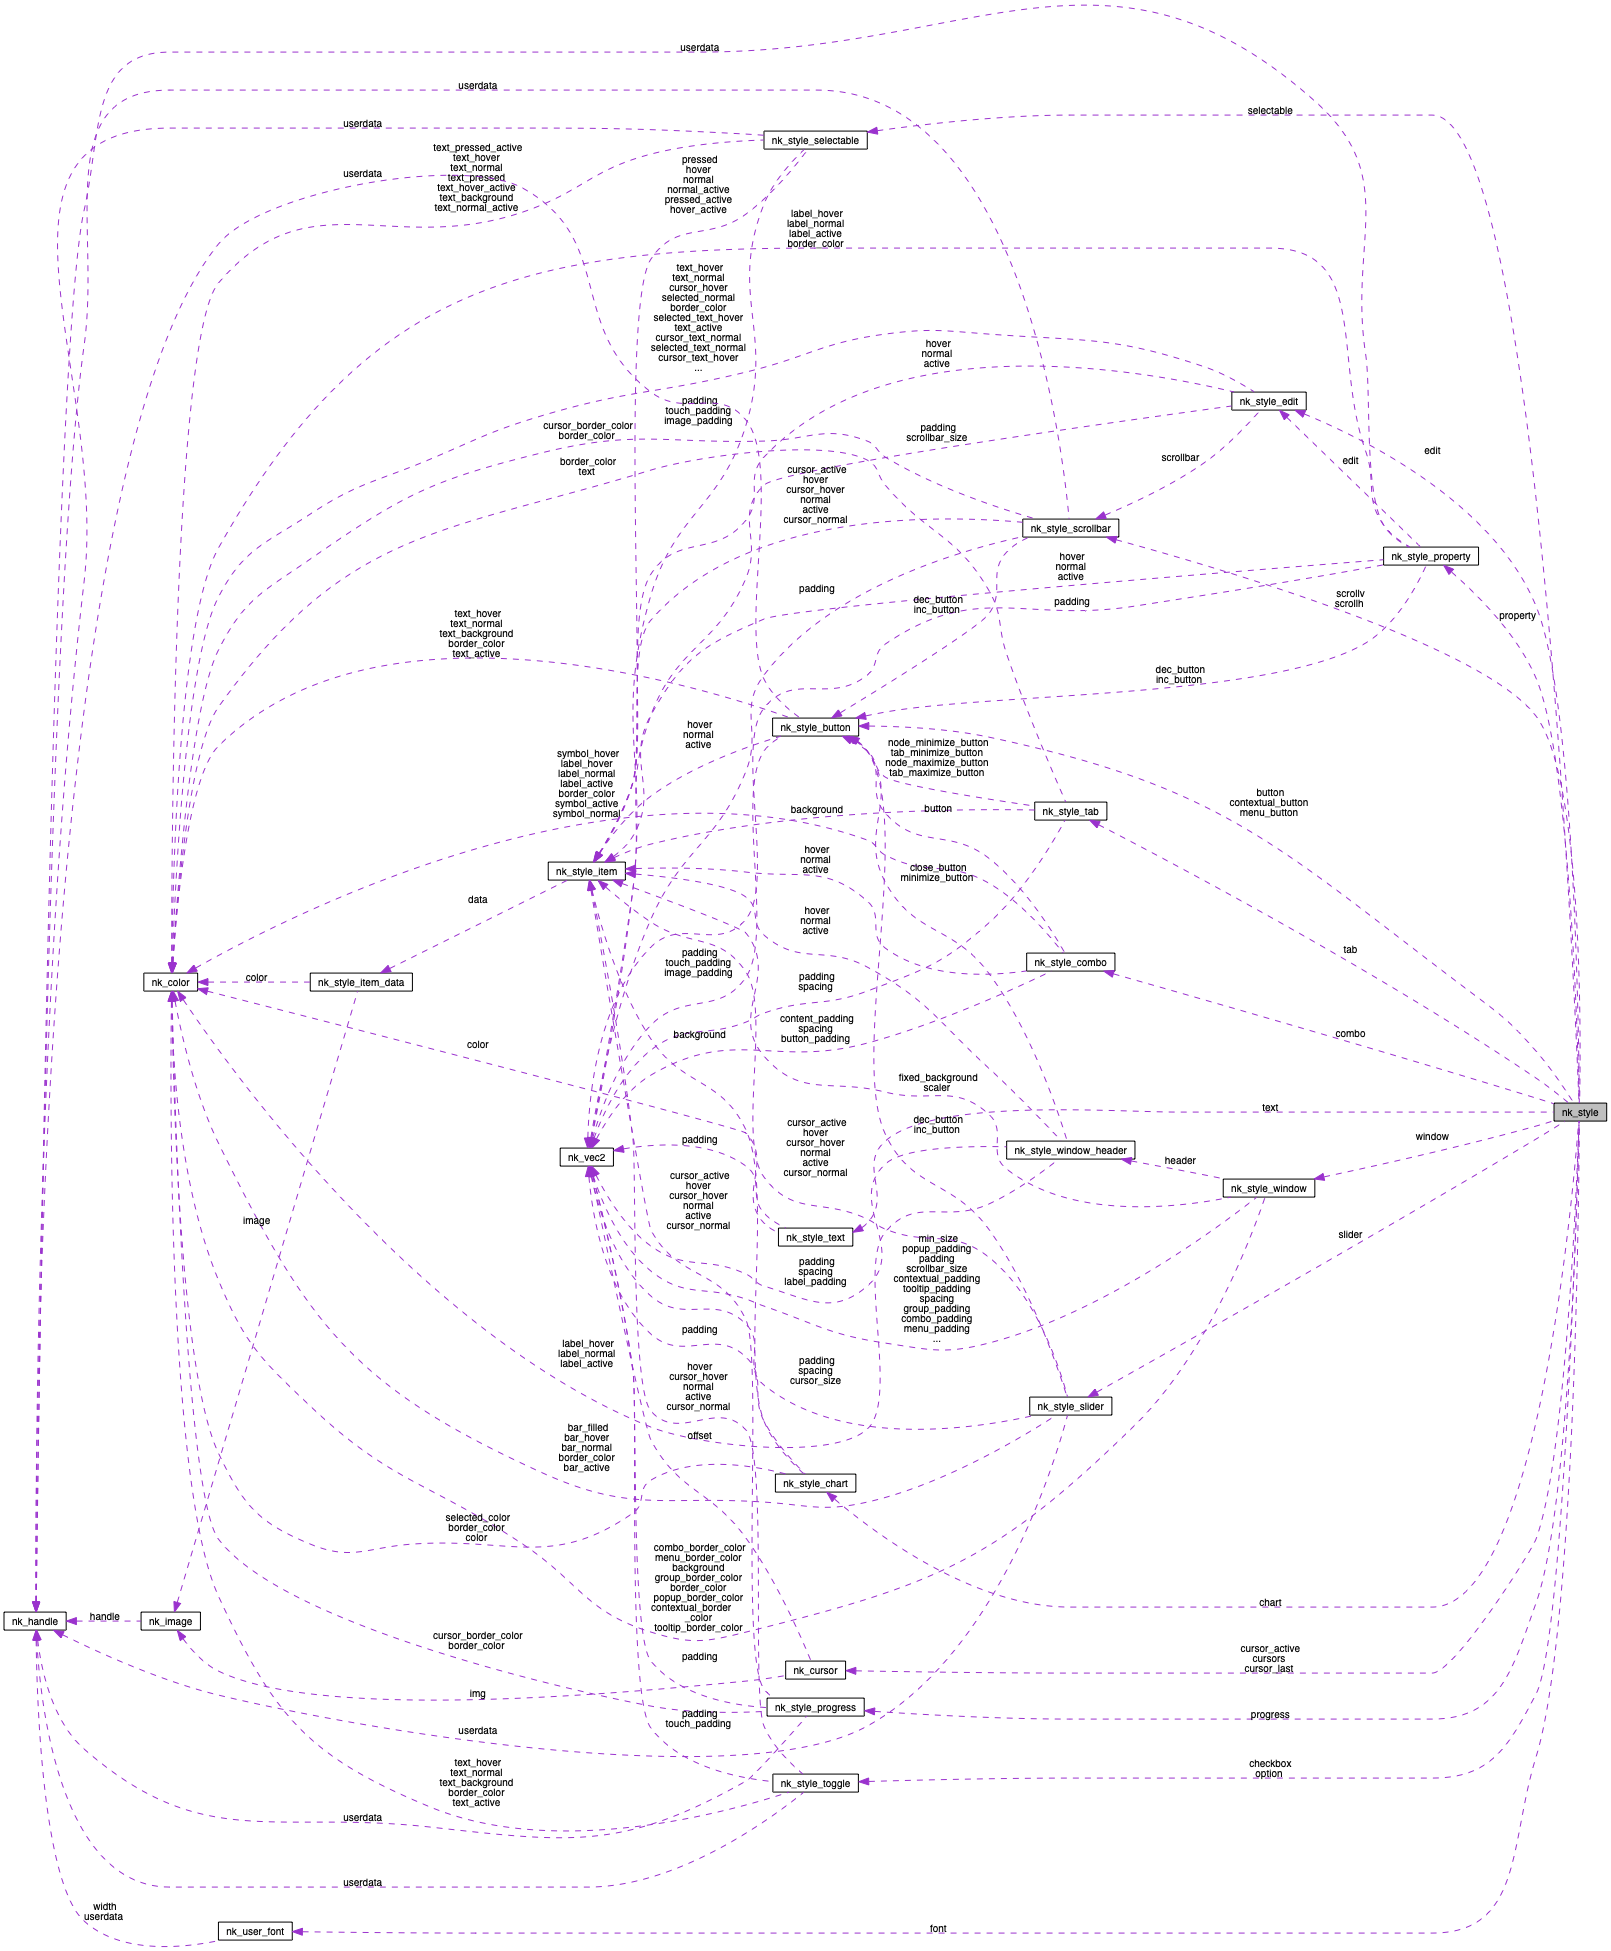 userdata
userdata
selectable
userdata
nk_style_selectable
text_pressed_active
text_hover
text_normal
text_pressed
text_hover_active
text_background
text_normal_active
userdata
pressed
hover
normal
normal_active
pressed_active
hover_active
label_hover
label_normal
label_active
border_color
text_hover
text_normal
cursor_hover
selected_normal
border_color
selected_text_hover
text_active
cursor_text_normal
selected_text_normal
cursor_text_hover
...
hover
normal
active
nk_style_edit
padding
touch_padding
image_padding
cursor_border_color
border_color
padding
scrollbar_size
edit
scrollbar
edit
border_color
text
cursor_active
hover
cursor_hover
normal
active
cursor_normal
nk_style_scrollbar
nk_style_property
hover
normal
active
padding
dec_button
inc_button
padding
scrollv
scrollh
property
text_hover
text_normal
text_background
border_color
text_active
dec_button
inc_button
nk_style_button
hover
normal
active
node_minimize_button
tab_minimize_button
node_maximize_button
tab_maximize_button
symbol_hover
label_hover
label_normal
label_active
border_color
symbol_active
symbol_normal
button
contextual_button
menu_button
background
button
nk_style_tab
hover
normal
active
close_button
minimize_button
nk_style_item
data
hover
normal
active
tab
nk_style_combo
padding
touch_padding
image_padding
nk_color
color
nk_style_item_data
padding
spacing
content_padding
spacing
button_padding
background
color
combo
fixed_background
scaler
text
nk_style
dec_button
inc_button
cursor_active
hover
cursor_hover
normal
active
cursor_normal
window
padding
nk_style_window_header
header
nk_vec2
cursor_active
hover
cursor_hover
normal
active
cursor_normal
nk_style_window
image
nk_style_text
slider
min_size
popup_padding
padding
scrollbar_size
contextual_padding
tooltip_padding
spacing
group_padding
combo_padding
menu_padding
...
padding
spacing
label_padding
padding
label_hover
label_normal
label_active
padding
spacing
cursor_size
hover
cursor_hover
normal
active
cursor_normal
nk_style_slider
offset
bar_filled
bar_hover
bar_normal
border_color
bar_active
nk_style_chart
selected_color
border_color
color
combo_border_color
menu_border_color
background
group_border_color
border_color
popup_border_color
contextual_border
_color
tooltip_border_color
chart
nk_handle
handle
nk_image
cursor_border_color
border_color
padding
cursor_active
cursors
cursor_last
nk_cursor
img
nk_style_progress
progress
padding
touch_padding
userdata
text_hover
text_normal
text_background
border_color
text_active
checkbox
option
nk_style_toggle
userdata
userdata
width
userdata
nk_user_font
font